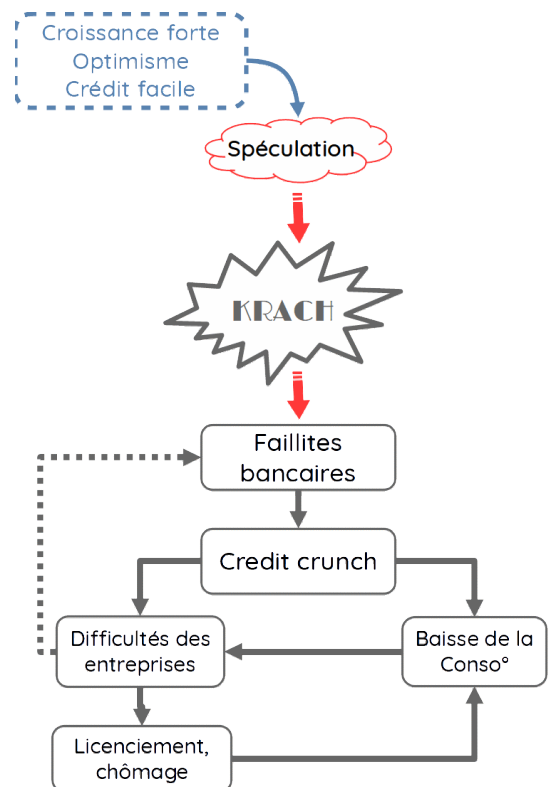 Croissance forte
Optimisme
Crédit facile
Spéculation
KRACH
Faillites
bancaires
Credit crunch
Difficultés des
entreprises
Baisse de la
Conso°
Licenciement,
chômage